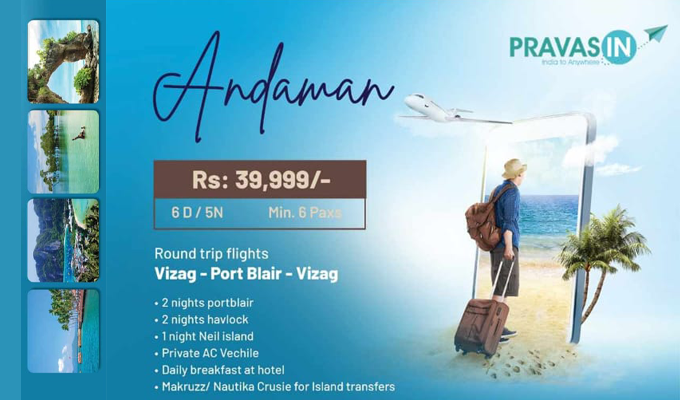 PRAVASIN
India to Anywhere
Andaman
Rs: 39,999/-
6 D / 5N Min. 6 Paxs
Round trip flights
Vizag - Port Blair - Vizag
• 2 nights portblair
• 2 nights havlock
• 1 night Neil island
• Private AC Vechile
• Daily breakfast at hotel
• Makruzz/ Nautika Crusie for Island transfers